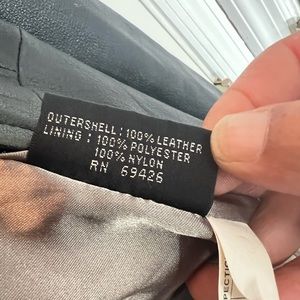 OUTERSHELL: 100% LEATHER
LINING: 100% POLYESTER
100% NYLON
RN 69426